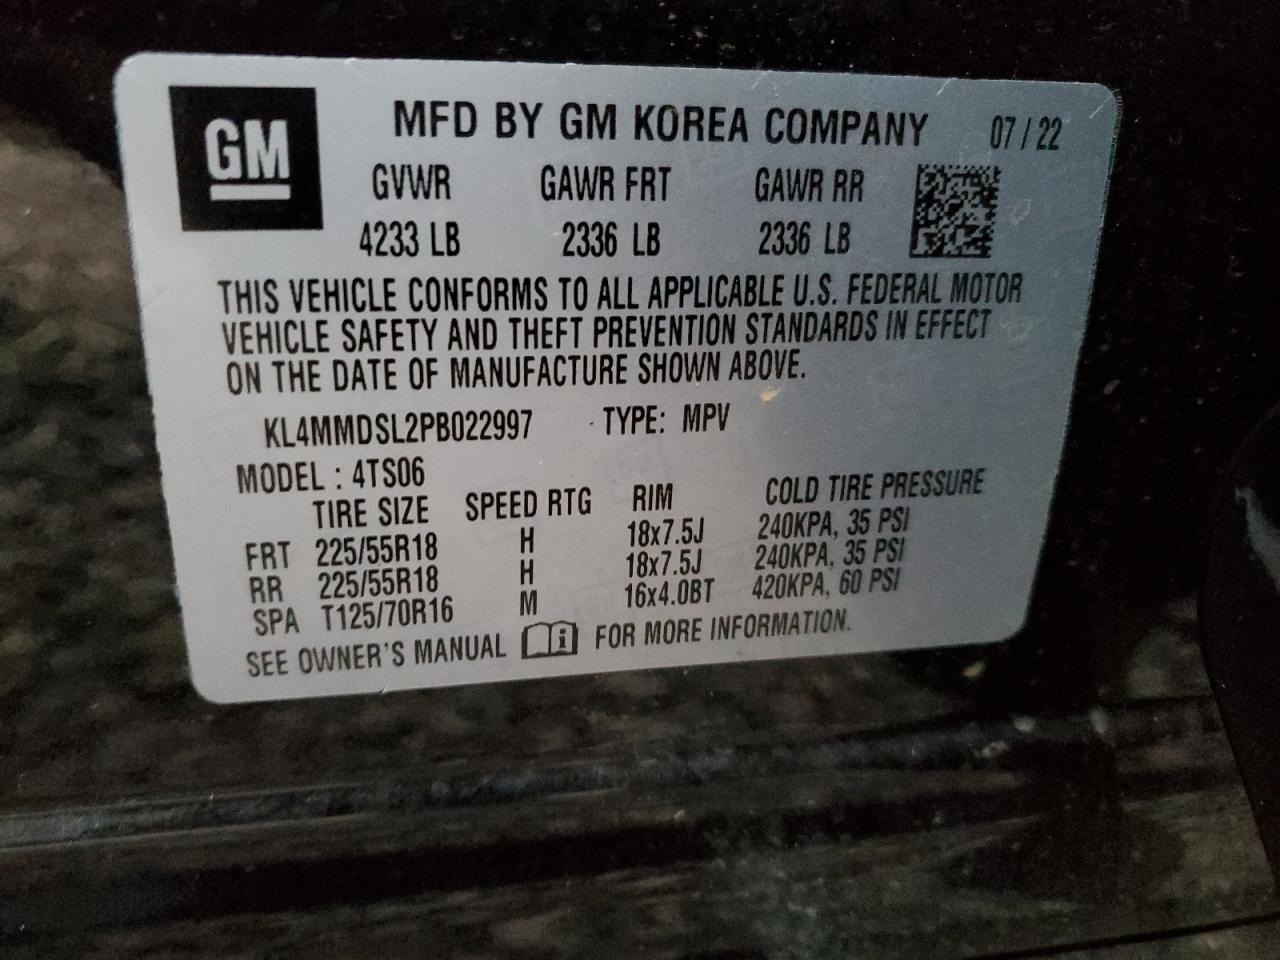 GM
MFD BY GM KOREA COMPANY 07 / 22
GVWR GAWR FRT GAWR RR
4233 LB 2336 LB 2336 LB
THIS VEHICLE CONFORMS TO ALL APPLICABLE U.S. FEDERAL MOTOR
VEHICLE SAFETY AND THEFT PREVENTION STANDARDS IN EFFECT
ON THE DATE OF MANUFACTURE SHOWN ABOVE.
KL4MMDSL2PB022997 TYPE: MPV
MODEL : 4TS06
TIRE SIZE SPEED RTG RIM COLD TIRE PRESSURE
FRT 225/55R18 H 18x7.5J 240KPA, 35 PSI
RR 225/55R18 H 18x7.5J 240KPA, 35 PSI
SPA T125/70R16 M 16x4.0BT 420KPA, 60 PSI
SEE OWNER'S MANUAL FOR MORE INFORMATION.